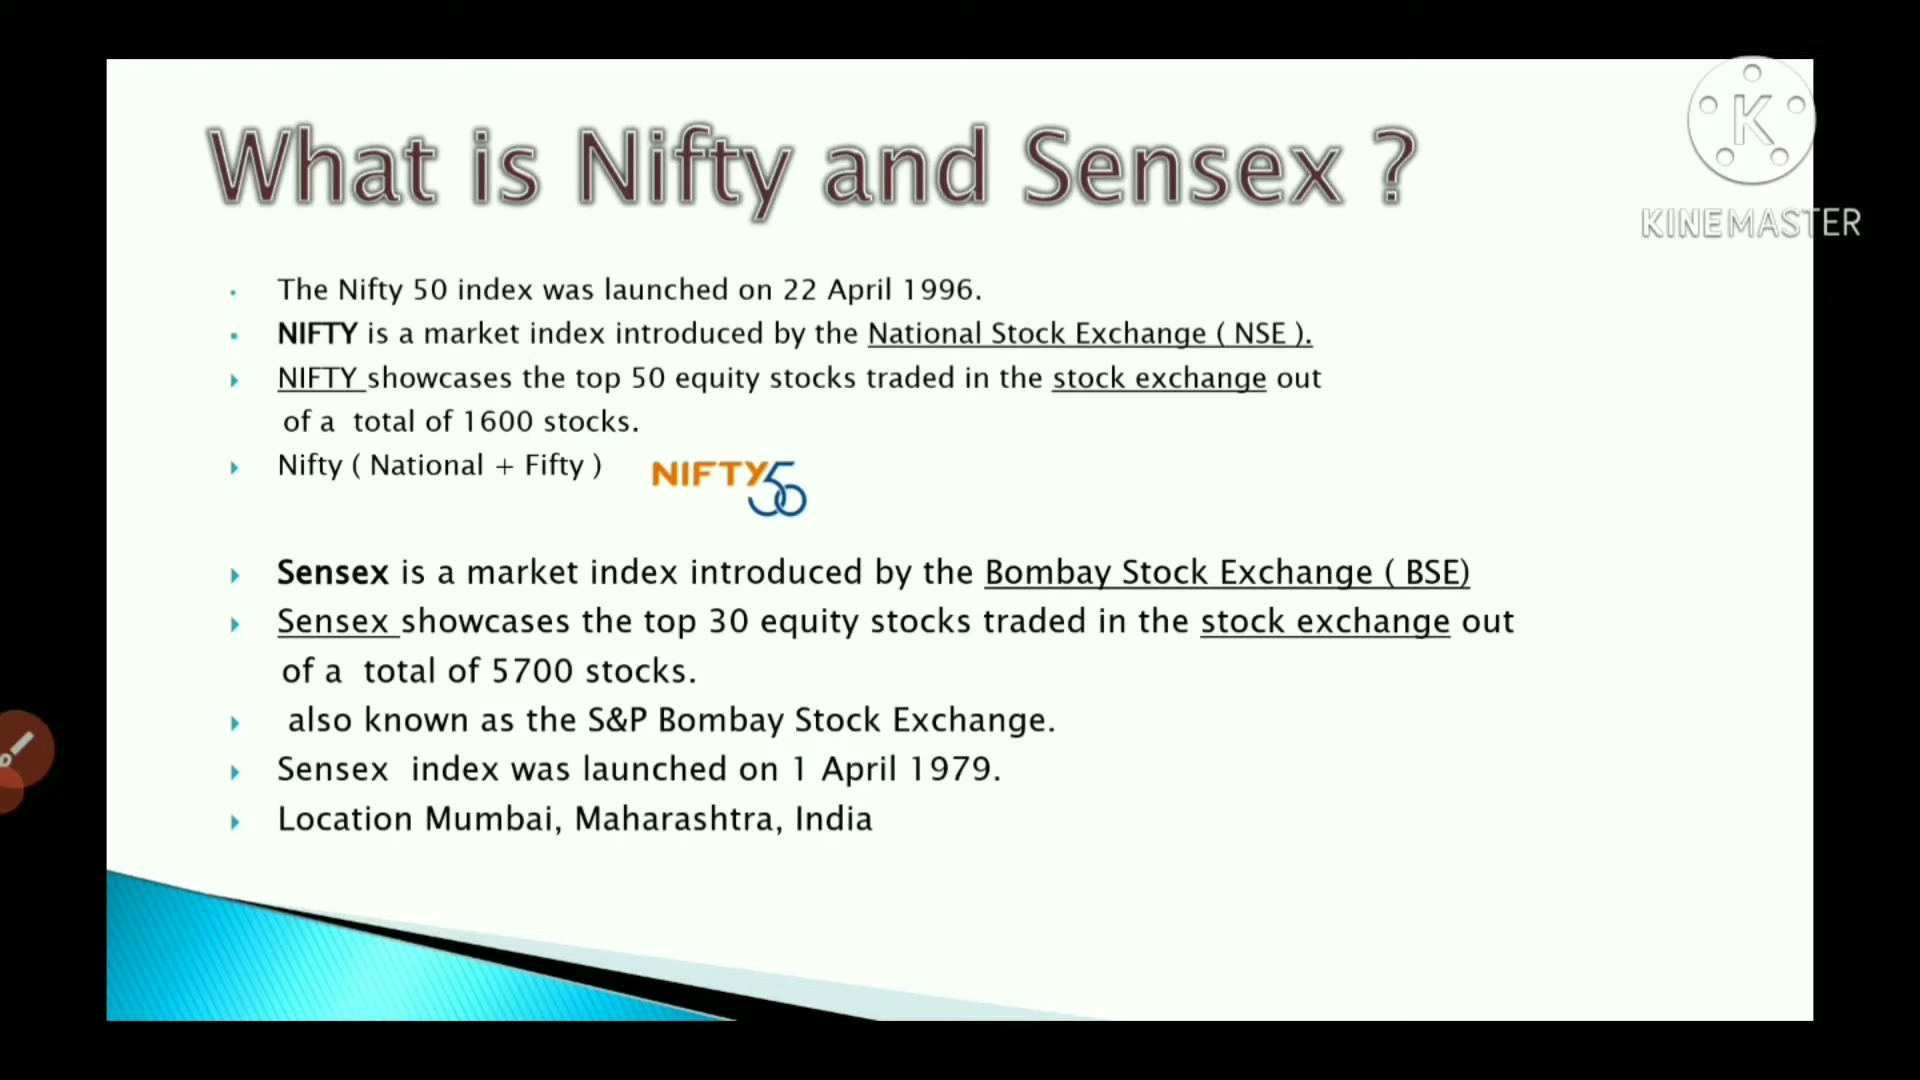 What is Nifty and Sensex ?
K
KINEMASTER
The Nifty 50 index was launched on 22 April 1996.
NIFTY is a market index introduced by the National Stock Exchange ( NSE ).
NIFTY showcases the top 50 equity stocks traded in the stock exchange out
of a total of 1600 stocks.
Nifty ( National + Fifty )
NIFTY50
Sensex is a market index introduced by the Bombay Stock Exchange ( BSE)
Sensex showcases the top 30 equity stocks traded in the stock exchange out
of a total of 5700 stocks.
also known as the S&P Bombay Stock Exchange.
Sensex index was launched on 1 April 1979.
Location Mumbai, Maharashtra, India